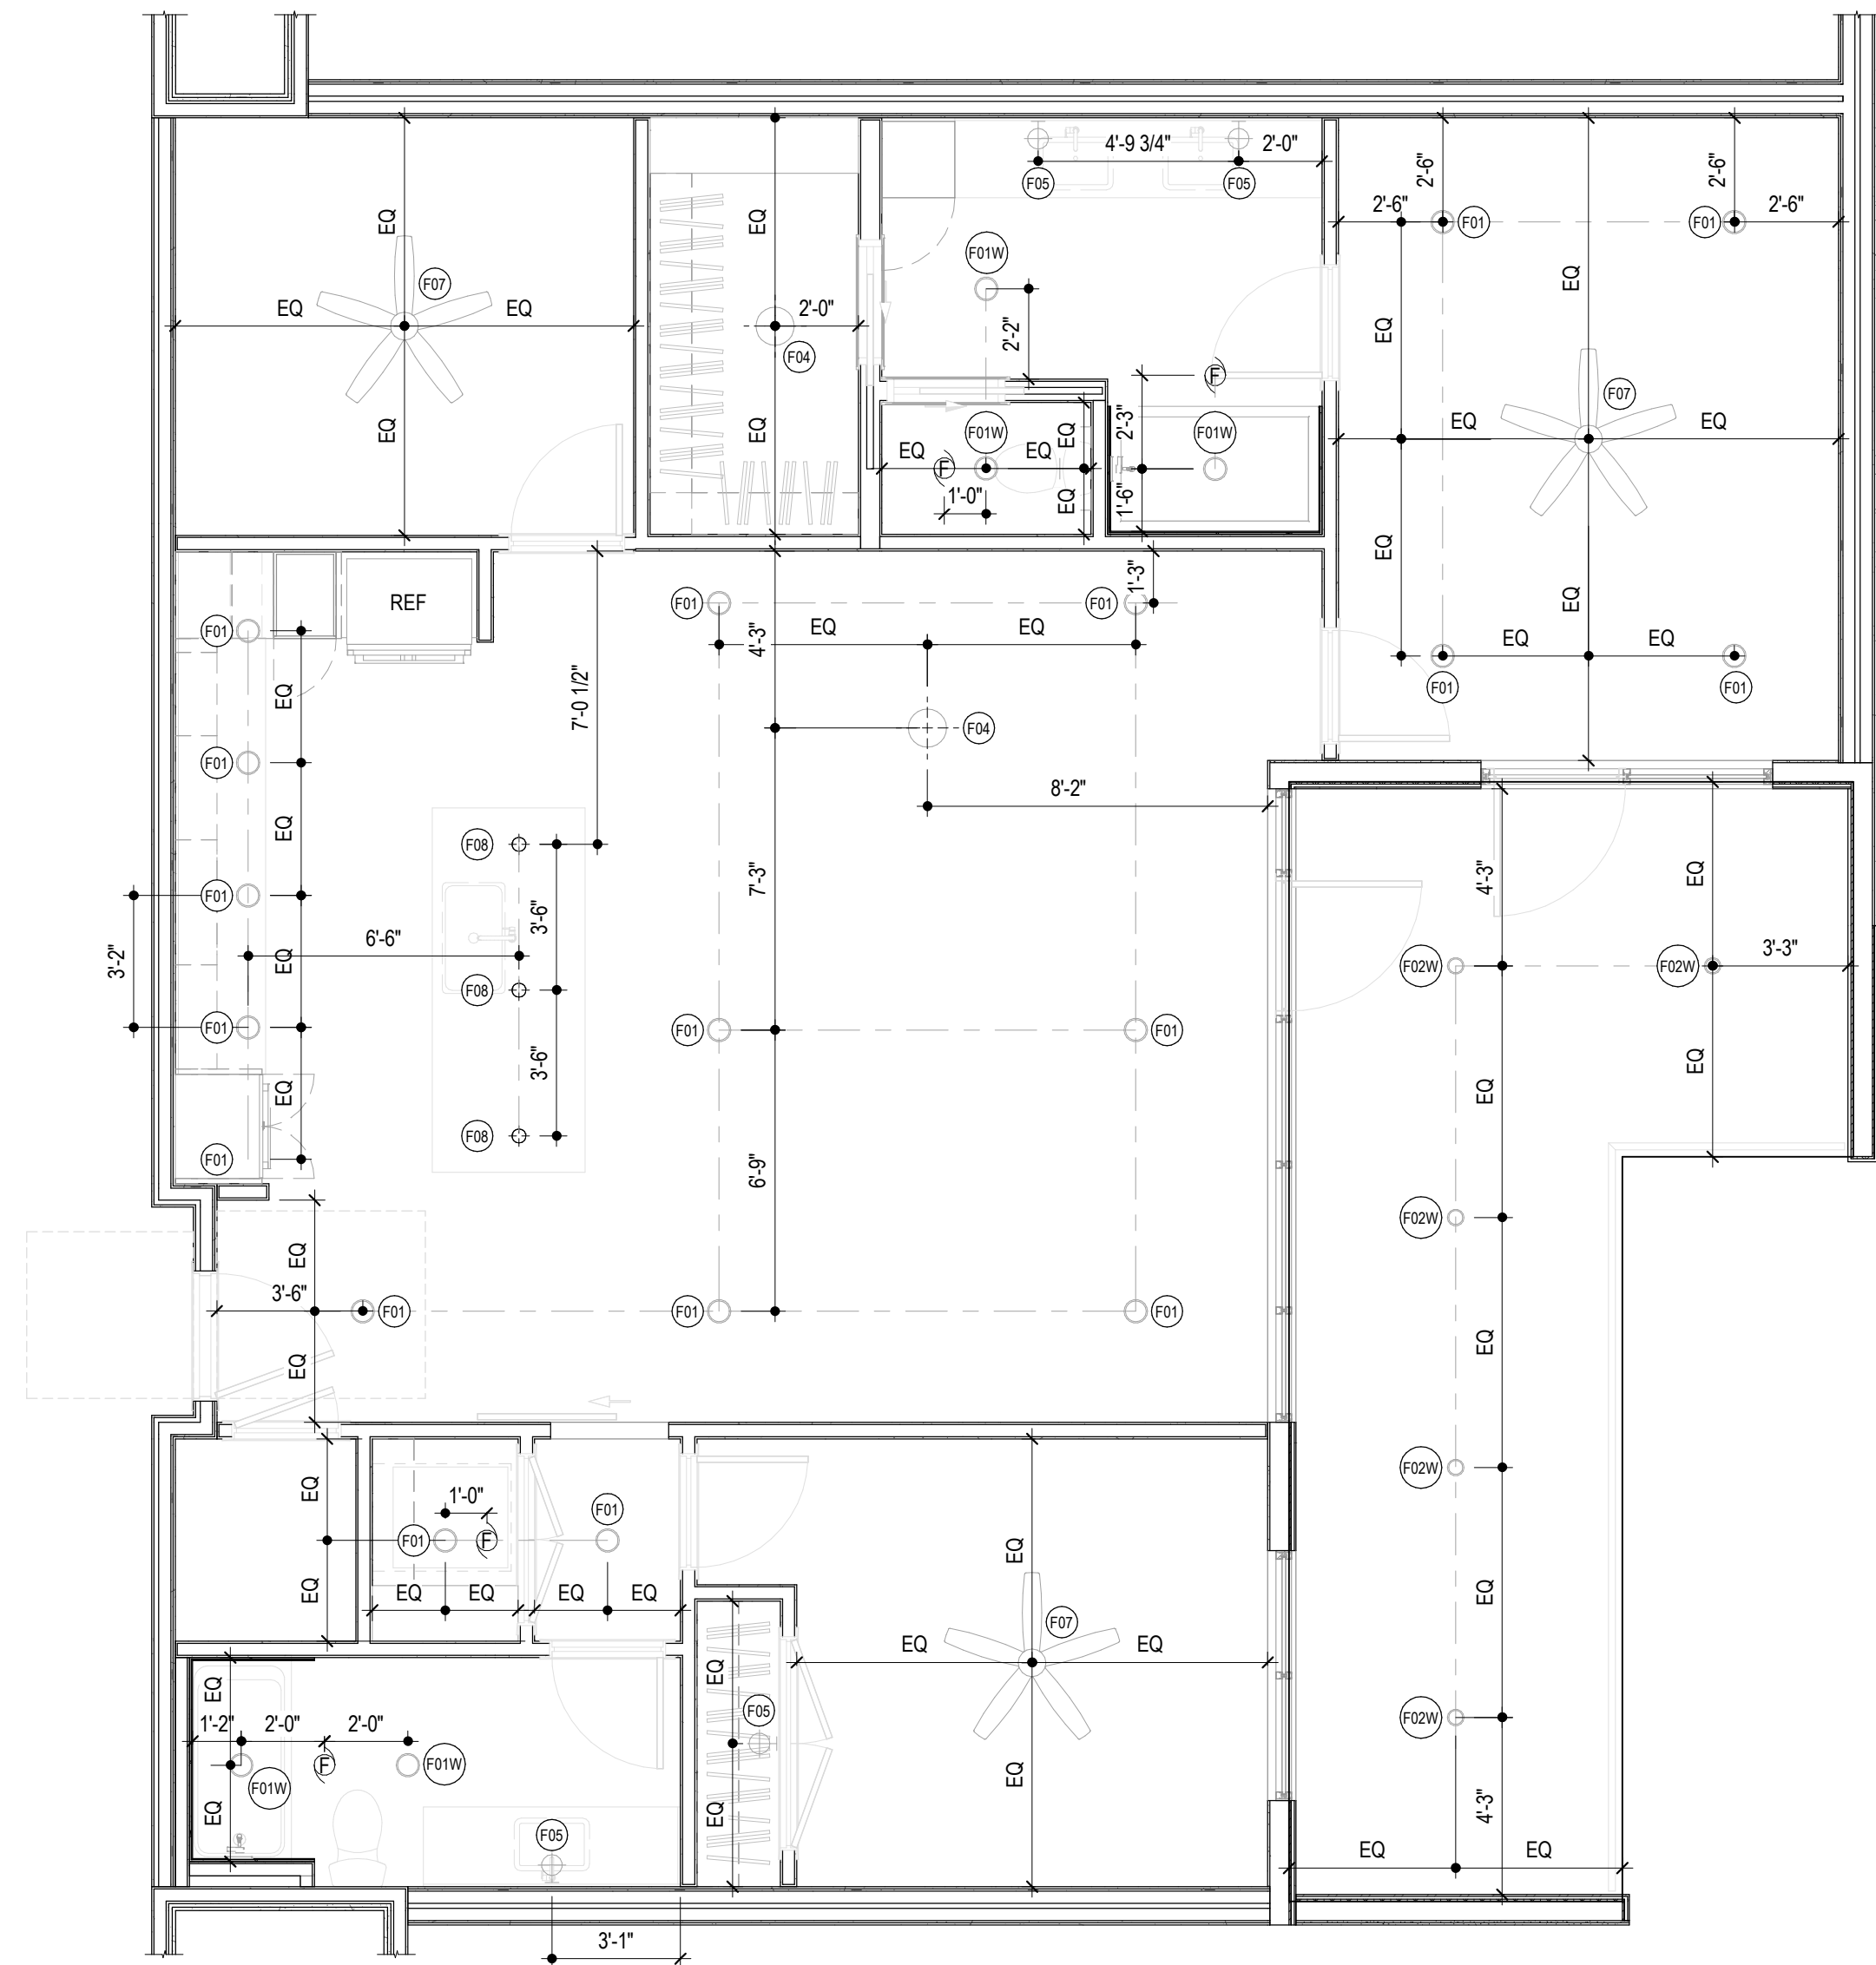 4'-9 3/4"
2'-0"
F05
F05
2'-6"
2'-6"
2'-6"
F01
F01
2'-6"
EQ
EQ
F01W
EQ
F07
EQ
EQ
2'-0"
F04
2'-2"
EQ
F
F07
EQ
EQ
EQ
EQ
F01W
EQ
2'-3"
F01W
EQ
F
EQ
1'-0"
EQ
1'-6"
EQ
1'-3"
REF
F01
F01
F01
EQ
EQ
EQ
4'-3"
EQ
EQ
F01
F01
EQ
7'-0 1/2"
F04
F01
8'-2"
EQ
F08
7'-3"
4'-3"
EQ
F01
3'-6"
6'-6"
3'-2"
EQ
F02W
F02W
3'-3"
F08
F01
F01
F01
3'-6"
EQ
EQ
EQ
F08
F01
6'-9"
F02W
EQ
3'-6"
F01
F01
F01
EQ
EQ
EQ
F02W
EQ
1'-0"
F01
F
F01
EQ
EQ
EQ
EQ
EQ
EQ
EQ
F07
EQ
EQ
EQ
EQ
F05
F02W
1'-2"
2'-0"
2'-0"
F01W
F
F01W
EQ
EQ
EQ
F05
4'-3"
EQ
EQ
3'-1"